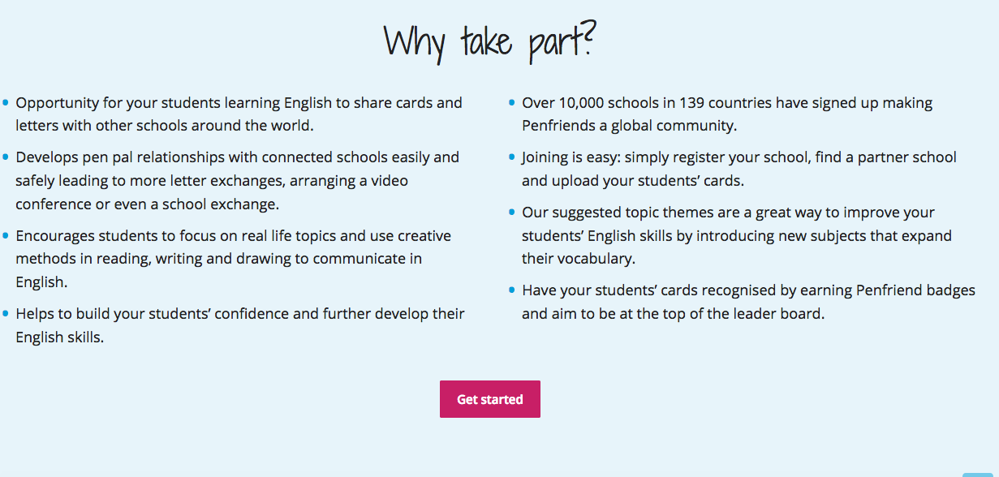 Why take part?
Opportunity for your students learning English to share cards and
letters with other schools around the world.
Develops pen pal relationships with connected schools easily and
safely leading to more letter exchanges, arranging a video
conference or even a school exchange.
Encourages students to focus on real life topics and use creative
methods in reading, writing and drawing to communicate in
English.
Helps to build your students’ confidence and further develop their
English skills.
Over 10,000 schools in 139 countries have signed up making
Penfriends a global community.
Joining is easy: simply register your school, find a partner school
and upload your students’ cards.
Our suggested topic themes are a great way to improve your
students’ English skills by introducing new subjects that expand
their vocabulary.
Have your students’ cards recognised by earning Penfriend badges
and aim to be at the top of the leader board.
Get started